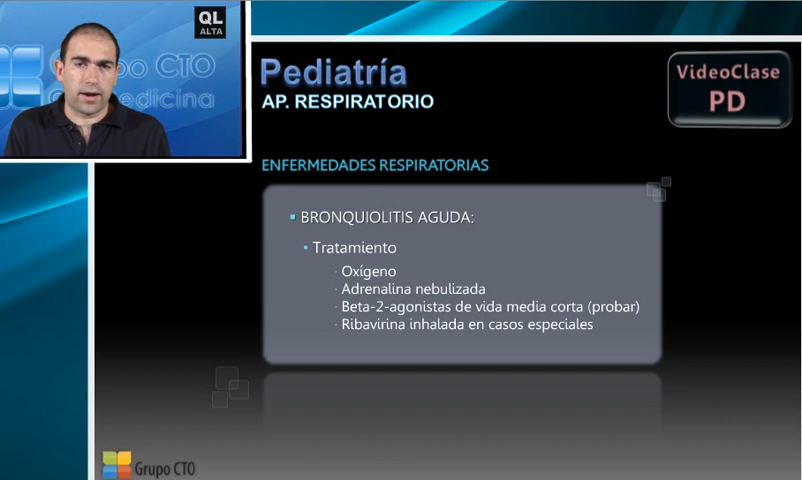 QL
ALTA
Grupo CTO
Medicina
Pediatría
AP. RESPIRATORIO
VideoClase
PD
ENFERMEDADES RESPIRATORIAS
▪ BRONQUIOLITIS AGUDA:
• Tratamiento
· Oxígeno
· Adrenalina nebulizada
· Beta-2-agonistas de vida media corta (probar)
· Ribavirina inhalada en casos especiales
Grupo CTO